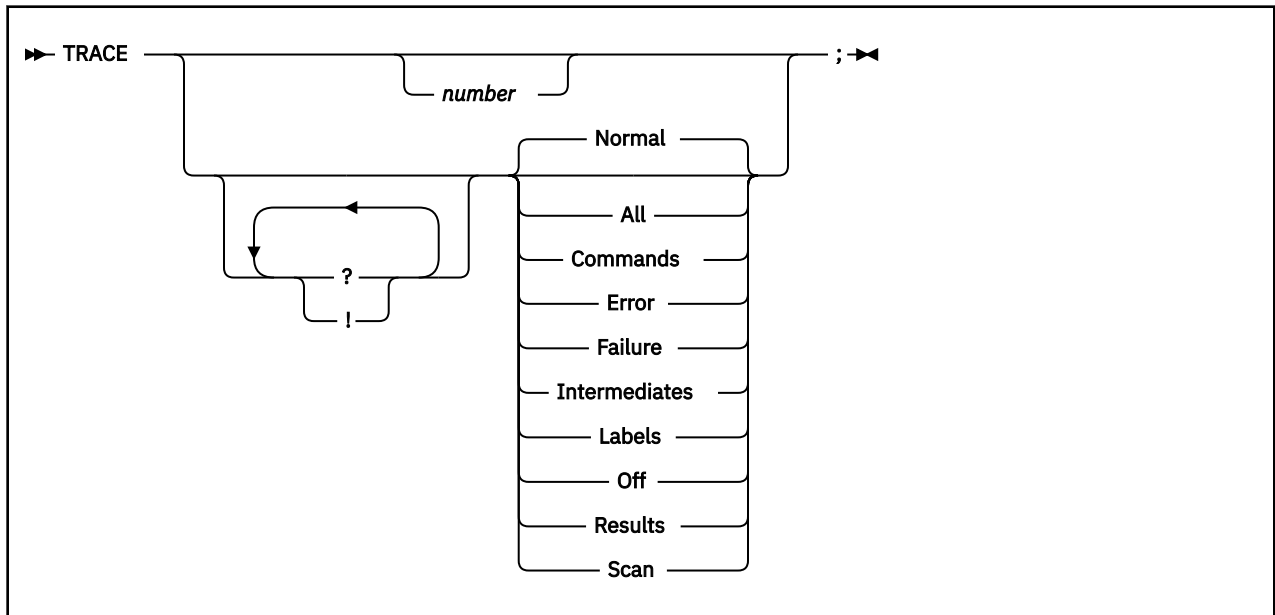 TRACE ;
number
Normal
All
Commands
?
Error
!
Failure
Intermediates
Labels
Off
Results
Scan